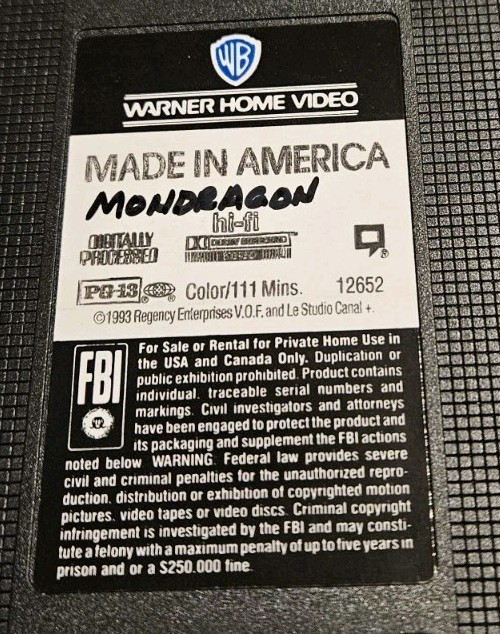 WB
WARNER HOME VIDEO
MADE IN AMERICA
MONDRAGON
hi-fi
DIGITALLY
PROCESSED
DOLBY SURROUND
PG-13 Color/111 Mins. 12652
©1993 Regency Enterprises V.O.F. and Le Studio Canal +.
FBI
For Sale or Rental for Private Home Use in
the USA and Canada Only. Duplication or
public exhibition prohibited. Product contains
individual, traceable serial numbers and
markings. Civil investigators and attorneys
have been engaged to protect the product and
its packaging and supplement the FBI actions
noted below WARNING. Federal law provides severe
civil and criminal penalties for the unauthorized repro-
duction, distribution or exhibition of copyrighted motion
pictures, video tapes or video discs. Criminal copyright
infringement is investigated by the FBI and may consti-
tute a felony with a maximum penalty of up to five years in
prison and or a $250.000 fine.